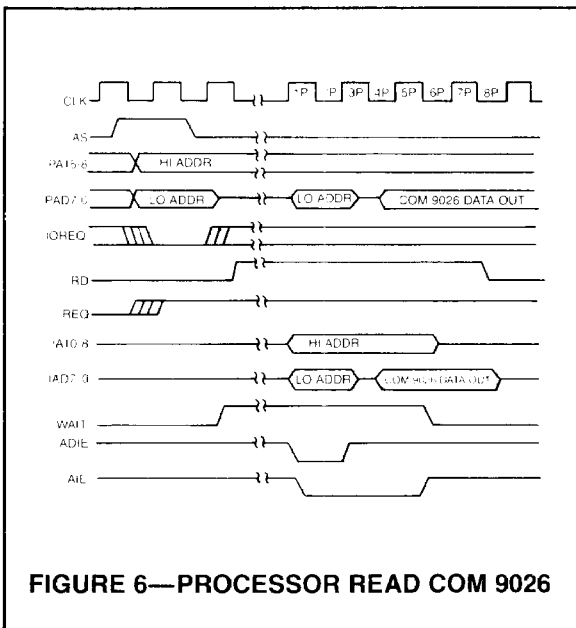 CLK 1P 2P 3P 4P 5P 6P 7P 8P
AS
PA15-8 HI ADDR
PAD7-0 LO ADDR LO ADDR COM 9026 DATA OUT
IOREQ
RD
REQ
IA10-8 HI ADDR
IAD7-0 LO ADDR COM 9026 DATA OUT
WAIT
ADIE
AIE
FIGURE 6—PROCESSOR READ COM 9026